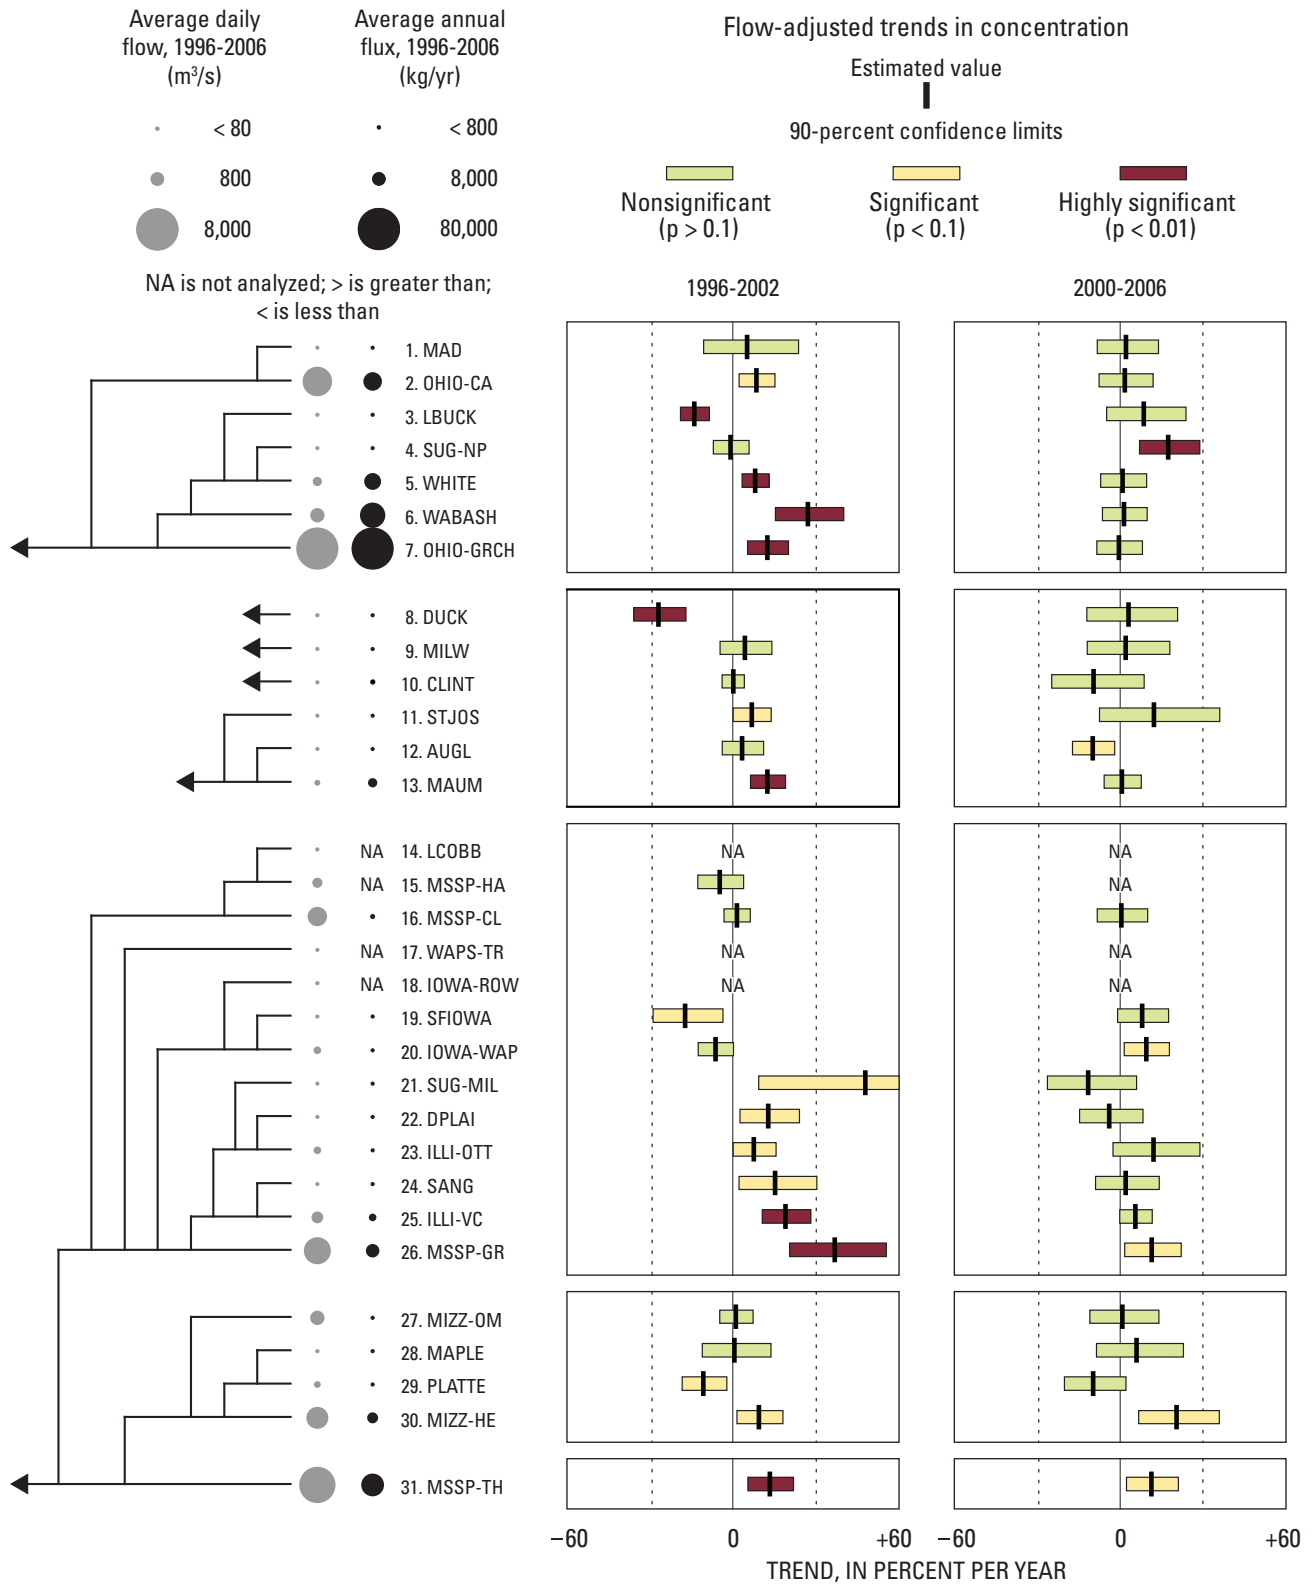 Average daily
flow, 1996-2006
(m³/s)
Average annual
flux, 1996-2006
(kg/yr)
< 80
< 800
800
8,000
8,000
80,000
NA is not analyzed; > is greater than;
< is less than
Flow-adjusted trends in concentration
Estimated value
90-percent confidence limits
Nonsignificant
(p > 0.1)
Significant
(p < 0.1)
Highly significant
(p < 0.01)
1996-2002
2000-2006
1. MAD
2. OHIO-CA
3. LBUCK
4. SUG-NP
5. WHITE
6. WABASH
7. OHIO-GRCH
8. DUCK
9. MILW
10. CLINT
11. STJOS
12. AUGL
13. MAUM
NA 14. LCOBB NA NA
NA 15. MSSP-HA NA
16. MSSP-CL
NA 17. WAPS-TR NA NA
NA 18. IOWA-ROW NA NA
19. SFIOWA
20. IOWA-WAP
21. SUG-MIL
22. DPLAI
23. ILLI-OTT
24. SANG
25. ILLI-VC
26. MSSP-GR
27. MIZZ-OM
28. MAPLE
29. PLATTE
30. MIZZ-HE
31. MSSP-TH
−60 0 +60 −60 0 +60
TREND, IN PERCENT PER YEAR